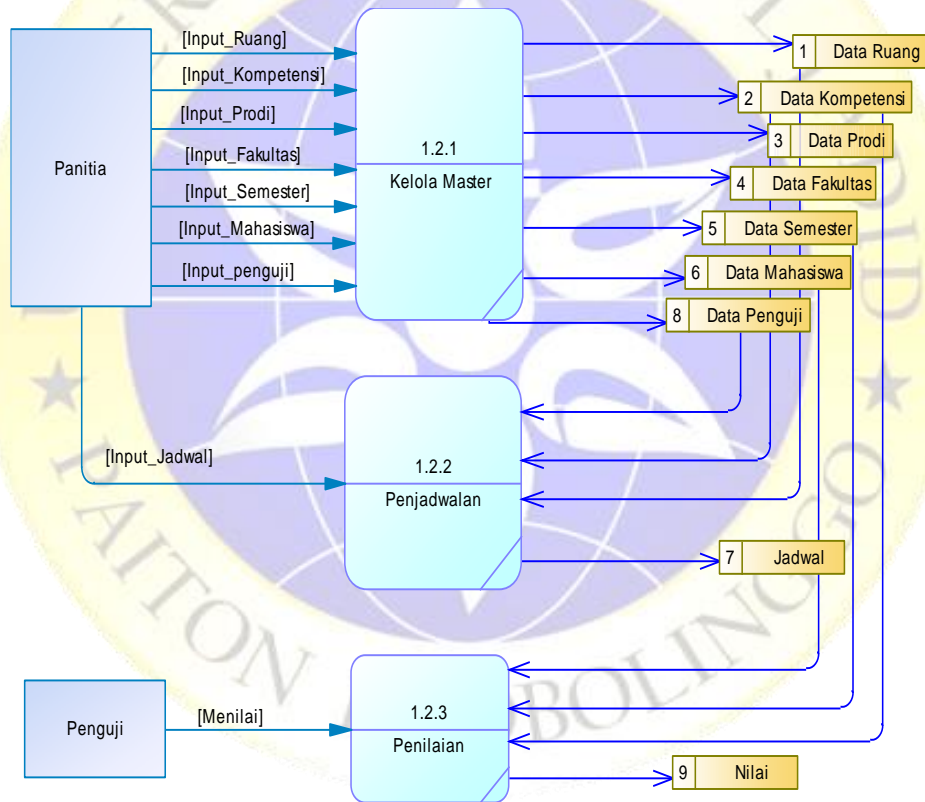 [Input_Ruang]
[Input_Kompetensi]
[Input_Prodi]
[Input_Fakultas]
[Input_Semester]
[Input_Mahasiswa]
[Input_penguji]
Panitia
1.2.1
Kelola Master
1 Data Ruang
2 Data Kompetensi
3 Data Prodi
4 Data Fakultas
5 Data Semester
6 Data Mahasiswa
8 Data Penguji
[Input_Jadwal]
1.2.2
Penjadwalan
7 Jadwal
Penguji
[Menilai]
1.2.3
Penilaian
9 Nilai
PAITON